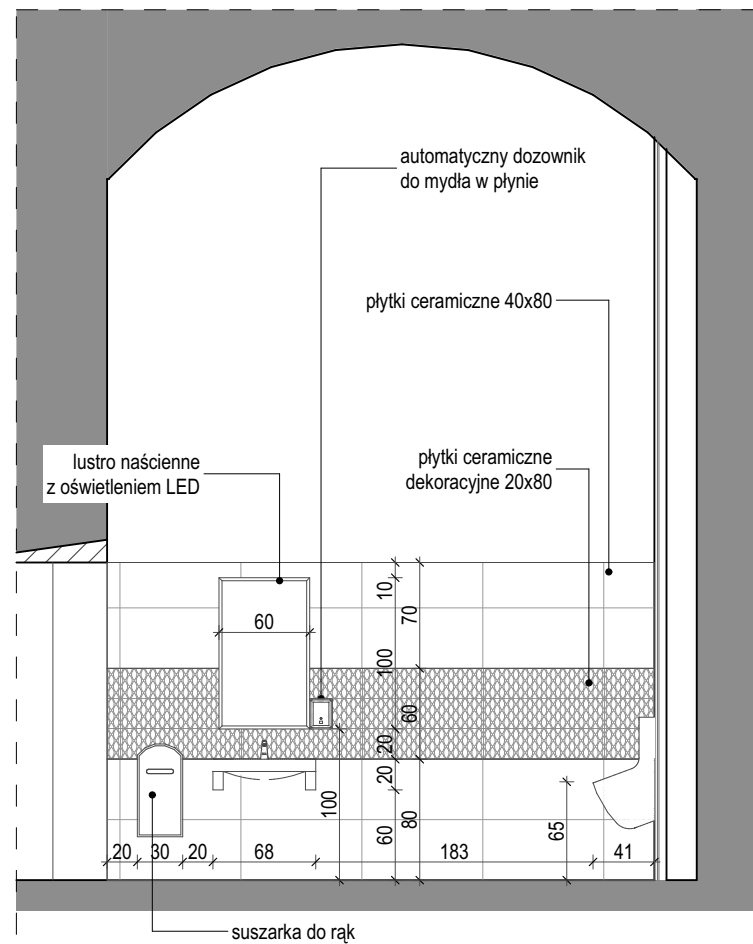 automatyczny dozownik
do mydła w płynie
płytki ceramiczne 40x80
lustro naścienne
z oświetleniem LED
płytki ceramiczne
dekoracyjne 20x80
10
70
60
100
60
20
20
100
60
80
65
20
30
20
68
183
41
suszarka do rąk